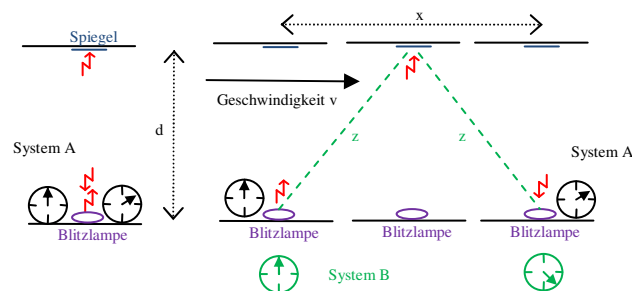 x
Spiegel
Geschwindigkeit v
d
z
z
System A
System A
Blitzlampe
Blitzlampe
Blitzlampe
Blitzlampe
System B